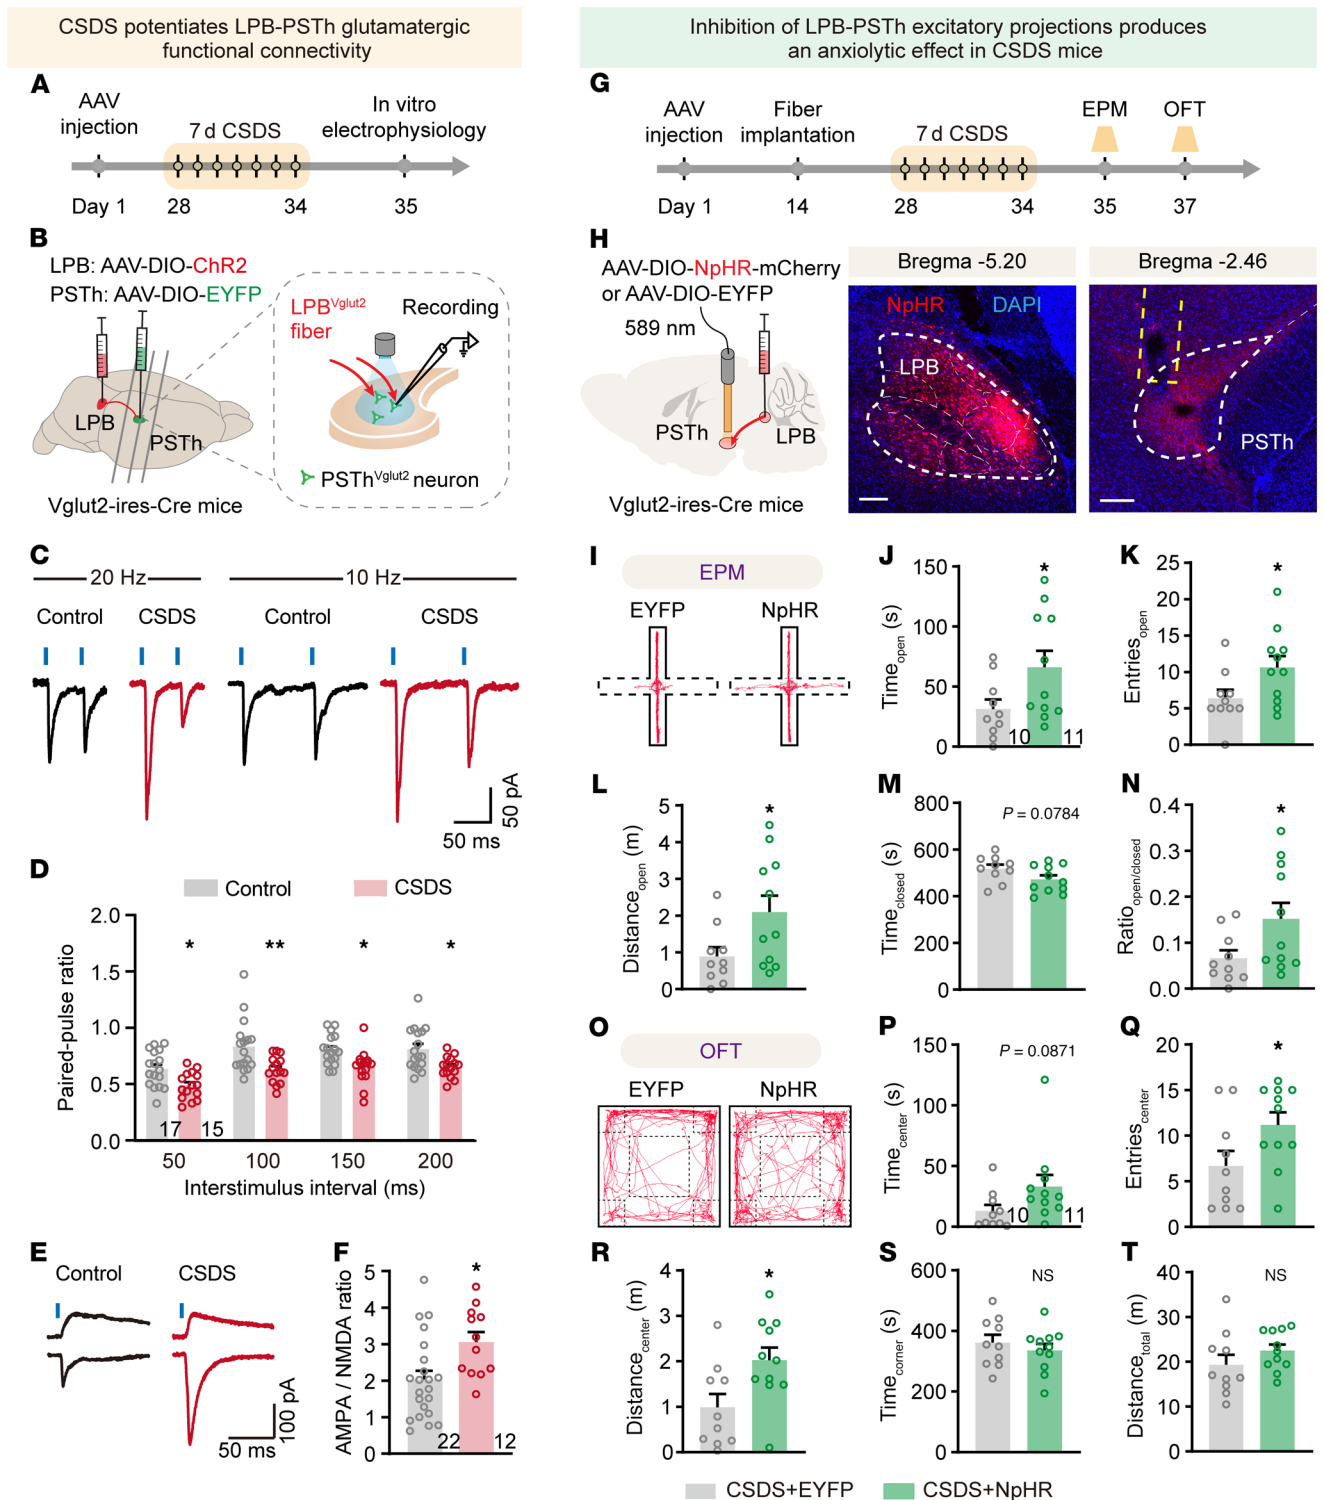 CSDS potentiates LPB-PSTh glutamatergic
functional connectivity
Inhibition of LPB-PSTh excitatory projections produces
an anxiolytic effect in CSDS mice
A
AAV
injection
7 d CSDS
In vitro
electrophysiology
Day 1
28
34
35
B
LPB: AAV-DIO-ChR2
PSTh: AAV-DIO-EYFP
LPB
PSTh
Vglut2-ires-Cre mice
LPBVglut2
fiber
Recording
PSThVglut2 neuron
C
20 Hz
10 Hz
Control
CSDS
Control
CSDS
50 pA
50 ms
D
Control
CSDS
Paired-pulse ratio
2.0
1.5
1.0
0.5
0.0
*
**
*
*
17
15
50
100
150
200
Interstimulus interval (ms)
E
Control
CSDS
100 pA
50 ms
F
AMPA / NMDA ratio
5
4
3
2
1
0
*
22
12
G
AAV
injection
Fiber
implantation
7 d CSDS
EPM
OFT
Day 1
14
28
34
35
37
H
AAV-DIO-NpHR-mCherry
or AAV-DIO-EYFP
589 nm
PSTh
LPB
Vglut2-ires-Cre mice
Bregma -5.20
NpHR
DAPI
LPB
Bregma -2.46
PSTh
I
EPM
EYFP
NpHR
J
Timeopen (s)
150
100
50
0
*
10
11
K
Entriesopen
25
20
15
10
5
0
*
L
Distanceopen (m)
5
4
3
2
1
0
*
M
Timeclosed (s)
800
600
400
200
0
P = 0.0784
N
Ratioopen/closed
0.4
0.3
0.2
0.1
0.0
*
O
OFT
EYFP
NpHR
P
Timecenter (s)
150
100
50
0
P = 0.0871
10
11
Q
Entriescenter
20
15
10
5
0
*
R
Distancecenter (m)
4
3
2
1
0
*
S
Timecorner (s)
600
400
200
0
NS
T
Distancetotal (m)
40
30
20
10
0
NS
CSDS+EYFP
CSDS+NpHR